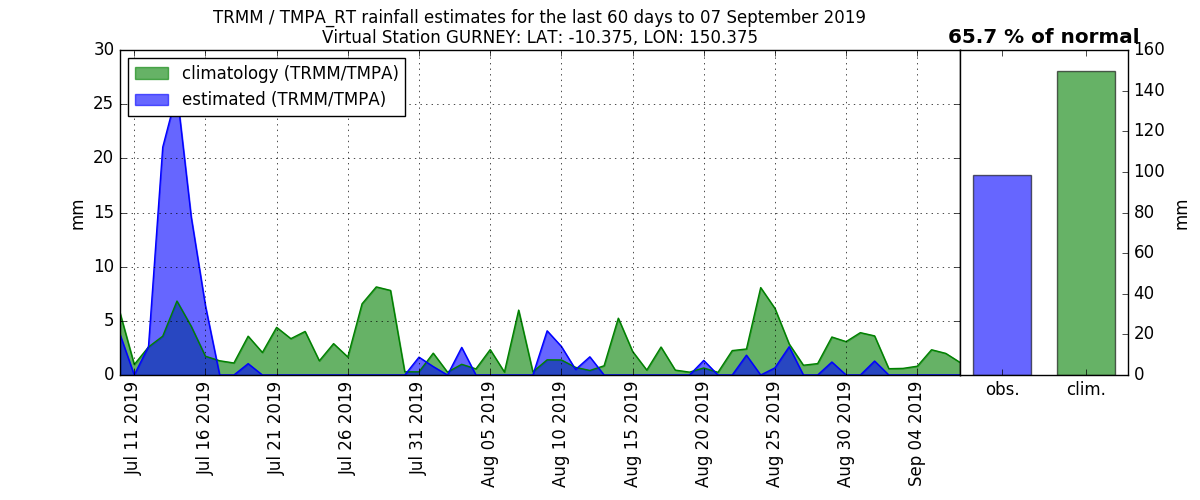 TRMM / TMPA_RT rainfall estimates for the last 60 days to 07 September 2019
Virtual Station GURNEY: LAT: -10.375, LON: 150.375
65.7 % of normal
climatology (TRMM/TMPA)
estimated (TRMM/TMPA)
30
25
20
15
10
5
0
mm
Jul 11 2019
Jul 16 2019
Jul 21 2019
Jul 26 2019
Jul 31 2019
Aug 05 2019
Aug 10 2019
Aug 15 2019
Aug 20 2019
Aug 25 2019
Aug 30 2019
Sep 04 2019
160
140
120
100
80
60
40
20
0
mm
obs.
clim.